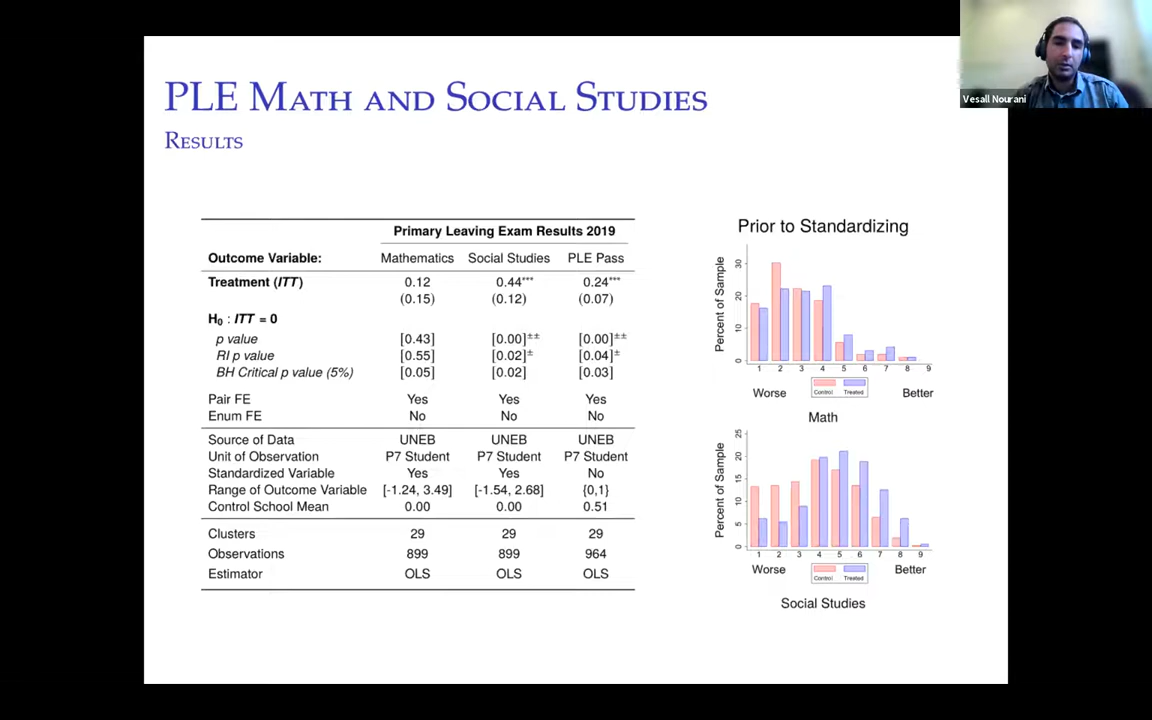 PLE Math and Social Studies
Results
Vesall Nourani
Primary Leaving Exam Results 2019
Outcome Variable: Mathematics Social Studies PLE Pass
Treatment (ITT) 0.12 0.44*** 0.24***
(0.15) (0.12) (0.07)
H₀ : ITT = 0
p value [0.43] [0.00]±± [0.00]±±
RI p value [0.55] [0.02]± [0.04]±
BH Critical p value (5%) [0.05] [0.02] [0.03]
Pair FE Yes Yes Yes
Enum FE No No No
Source of Data UNEB UNEB UNEB
Unit of Observation P7 Student P7 Student P7 Student
Standardized Variable Yes Yes No
Range of Outcome Variable [-1.24, 3.49] [-1.54, 2.68] {0,1}
Control School Mean 0.00 0.00 0.51
Clusters 29 29 29
Observations 899 899 964
Estimator OLS OLS OLS
Prior to Standardizing
Percent of Sample
30
20
10
0
1 2 3 4 5 6 7 8 9
Worse Better
Control Treated
Math
Percent of Sample
25
20
15
10
5
0
1 2 3 4 5 6 7 8 9
Worse Better
Control Treated
Social Studies